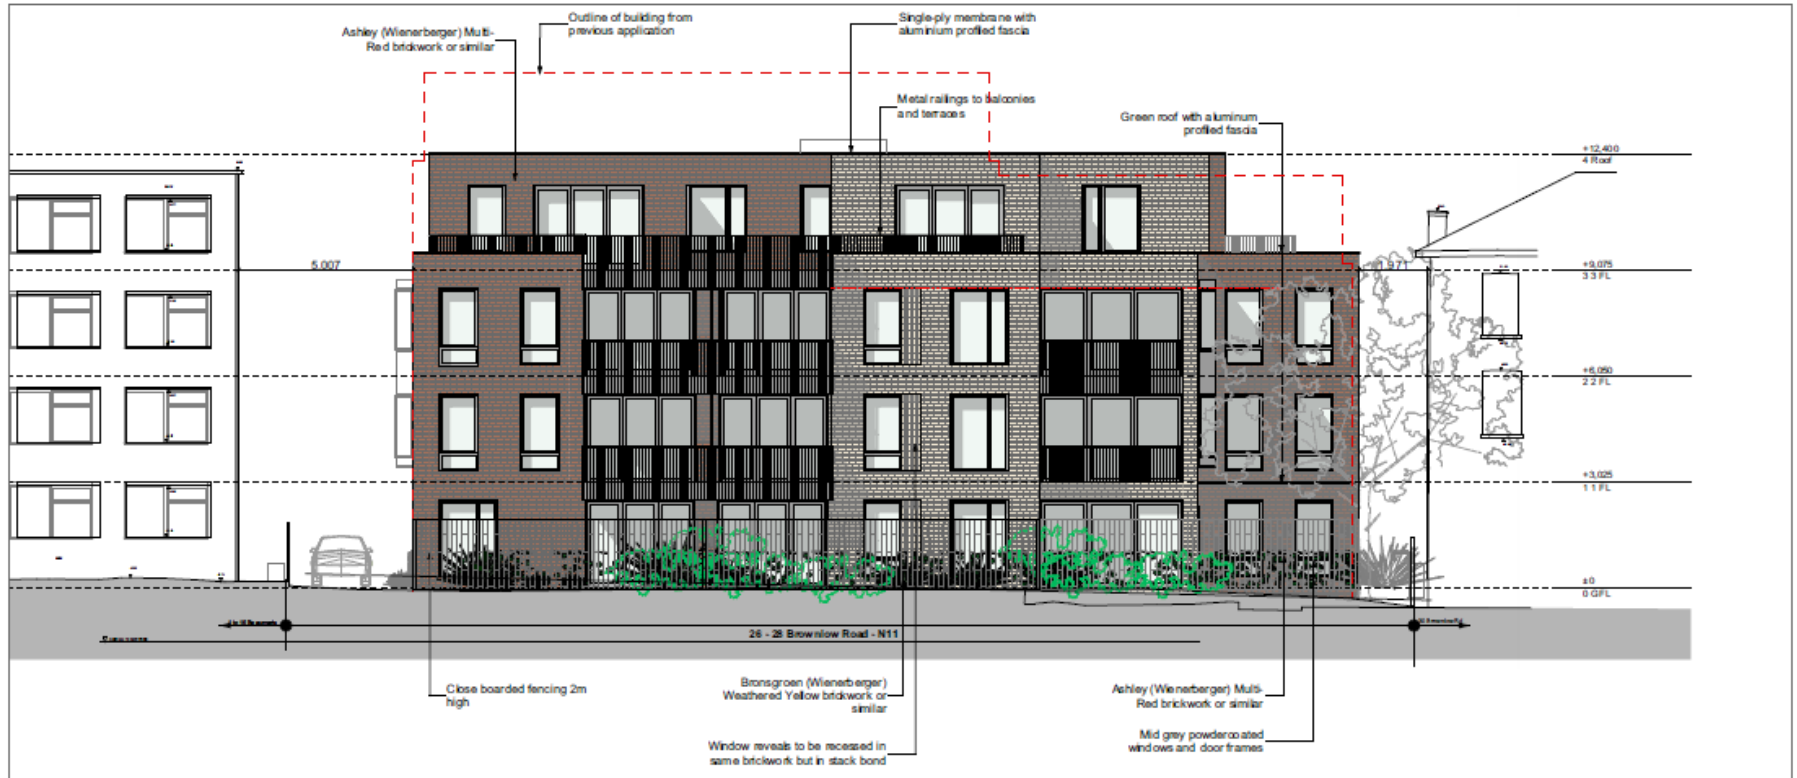 Outline of building from
previous application
Single-ply membrane with
aluminium profiled fascia
Ashley (Wienerberger) Multi-
Red brickwork or similar
Metal railings to balconies
and terraces
Green roof with aluminum
profiled fascia
+12,400
4 Roof
5.007
1.971
+9,075
3 3 FL
+6,050
2 2 FL
+3,025
1 1 FL
±0
0 GFL
26 - 28 Brownlow Road - N11
Close boarded fencing 2m
high
Bronsgroen (Wienerberger)
Weathered Yellow brickwork or
similar
Ashley (Wienerberger) Multi-
Red brickwork or similar
Window reveals to be recessed in
same brickwork but in stack bond
Mid grey powdercoated
windows and door frames